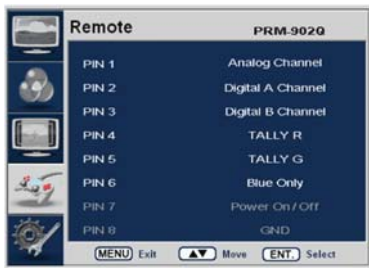 Remote PRM-902Q
PIN 1 Analog Channel
PIN 2 Digital A Channel
PIN 3 Digital B Channel
PIN 4 TALLY R
PIN 5 TALLY G
PIN 6 Blue Only
PIN 7 Power On / Off
PIN 8 GND
MENU Exit ▲▼ Move ENT. Select